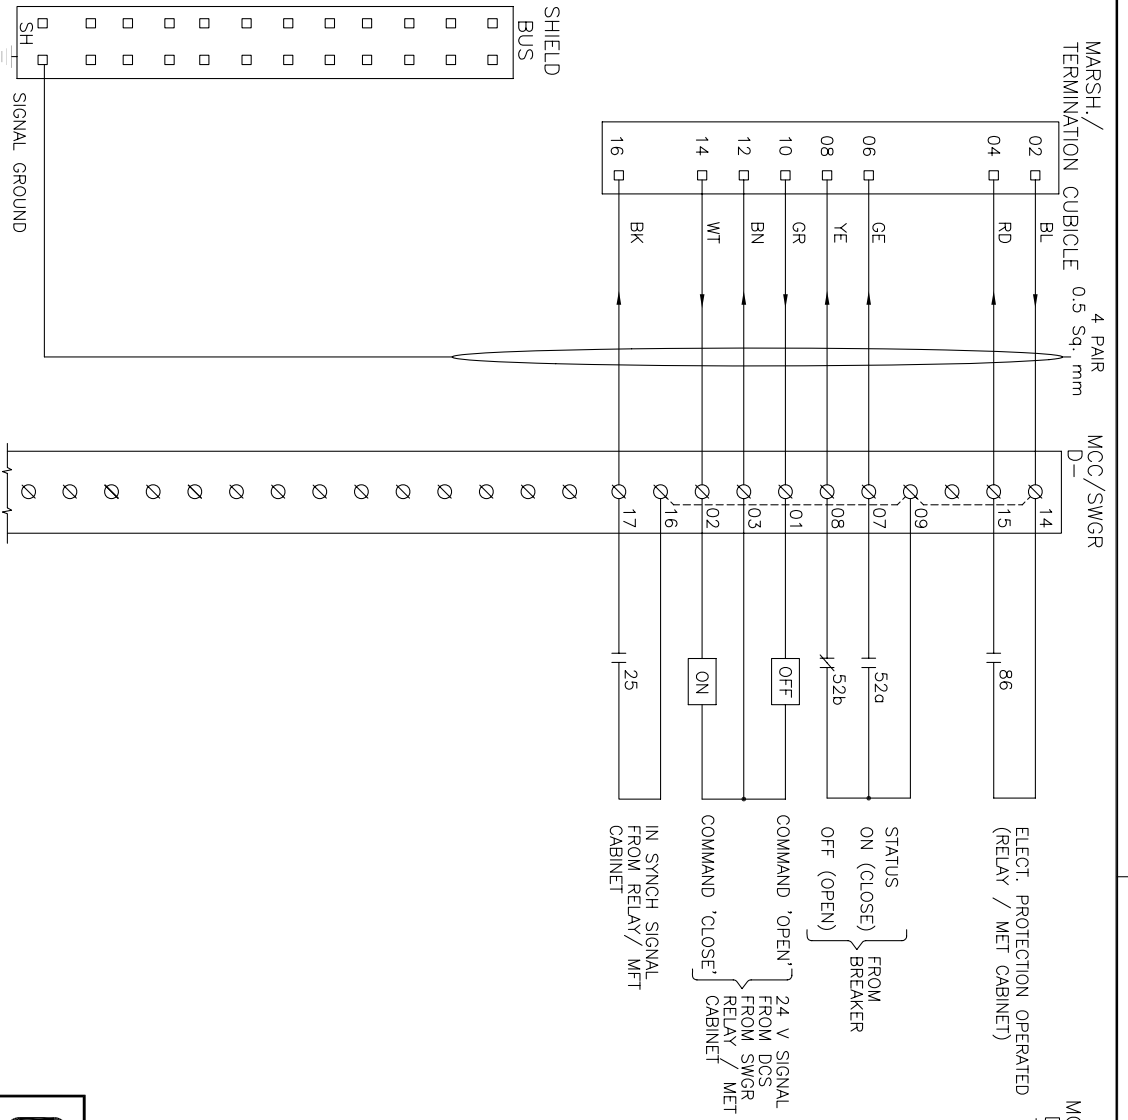 MARSH./
TERMINATION CUBICLE
4 PAIR
0.5 Sq. mm
MCC/SWGR
D-
02
BL
14
04
RD
15
86
ELECT. PROTECTION OPERATED
(RELAY / MET CABINET)
09
06
GE
07
52a
08
YE
08
52b
STATUS
ON (CLOSE)
OFF (OPEN)
FROM
BREAKER
10
GR
01
OFF
COMMAND 'OPEN'
12
BN
03
14
WT
02
ON
COMMAND 'CLOSE'
24 V SIGNAL
FROM DCS
FROM SWGR
RELAY / MET
CABINET
16
16
BK
17
25
IN SYNCH SIGNAL
FROM RELAY/ MFT
CABINET
SHIELD
BUS
SH
SIGNAL GROUND